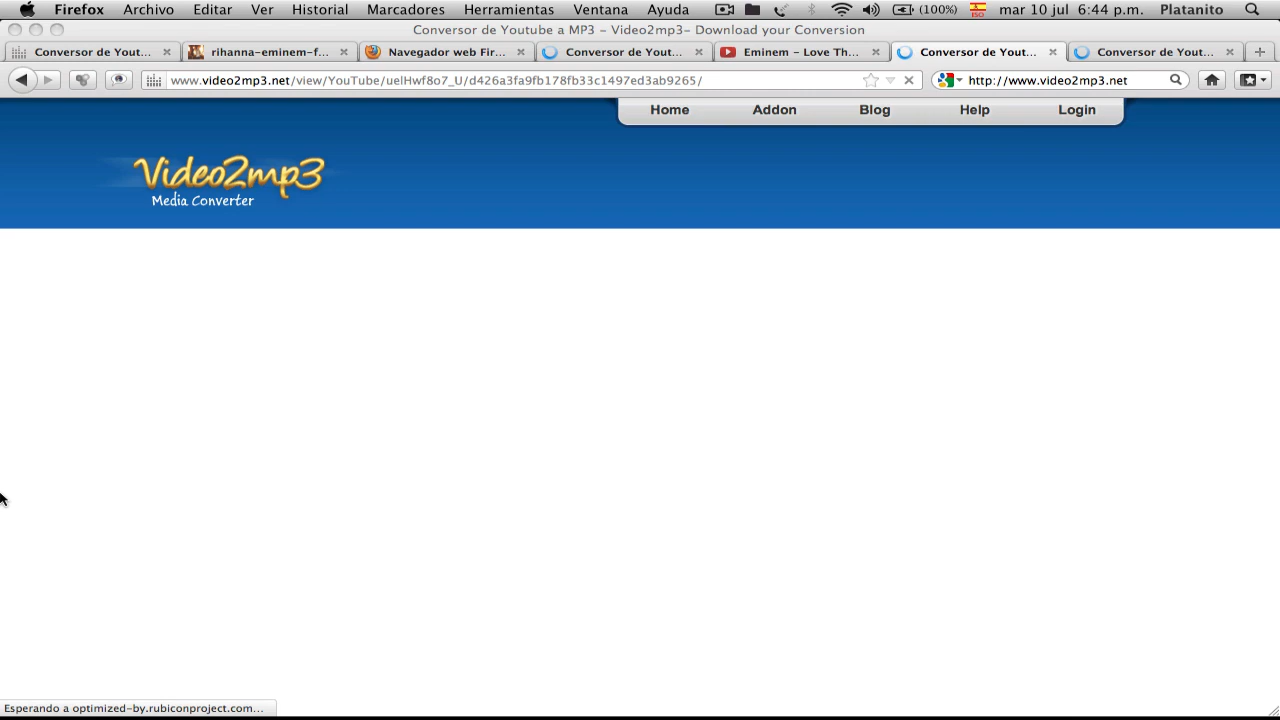 Firefox Archivo Editar Ver Historial Marcadores Herramientas Ventana Ayuda (100%) ISO mar 10 jul 6:44 p.m. Platanito
Conversor de Youtube a MP3 - Video2mp3- Download your Conversion
Conversor de Yout... rihanna-eminem-f... Navegador web Fir... Conversor de Yout... Eminem - Love Th... Conversor de Yout... Conversor de Yout...
www.video2mp3.net/view/YouTube/uelHwf8o7_U/d426a3fa9fb178fb33c1497ed3ab9265/ http://www.video2mp3.net
Home Addon Blog Help Login
Video2mp3
Media Converter
Esperando a optimized-by.rubiconproject.com...